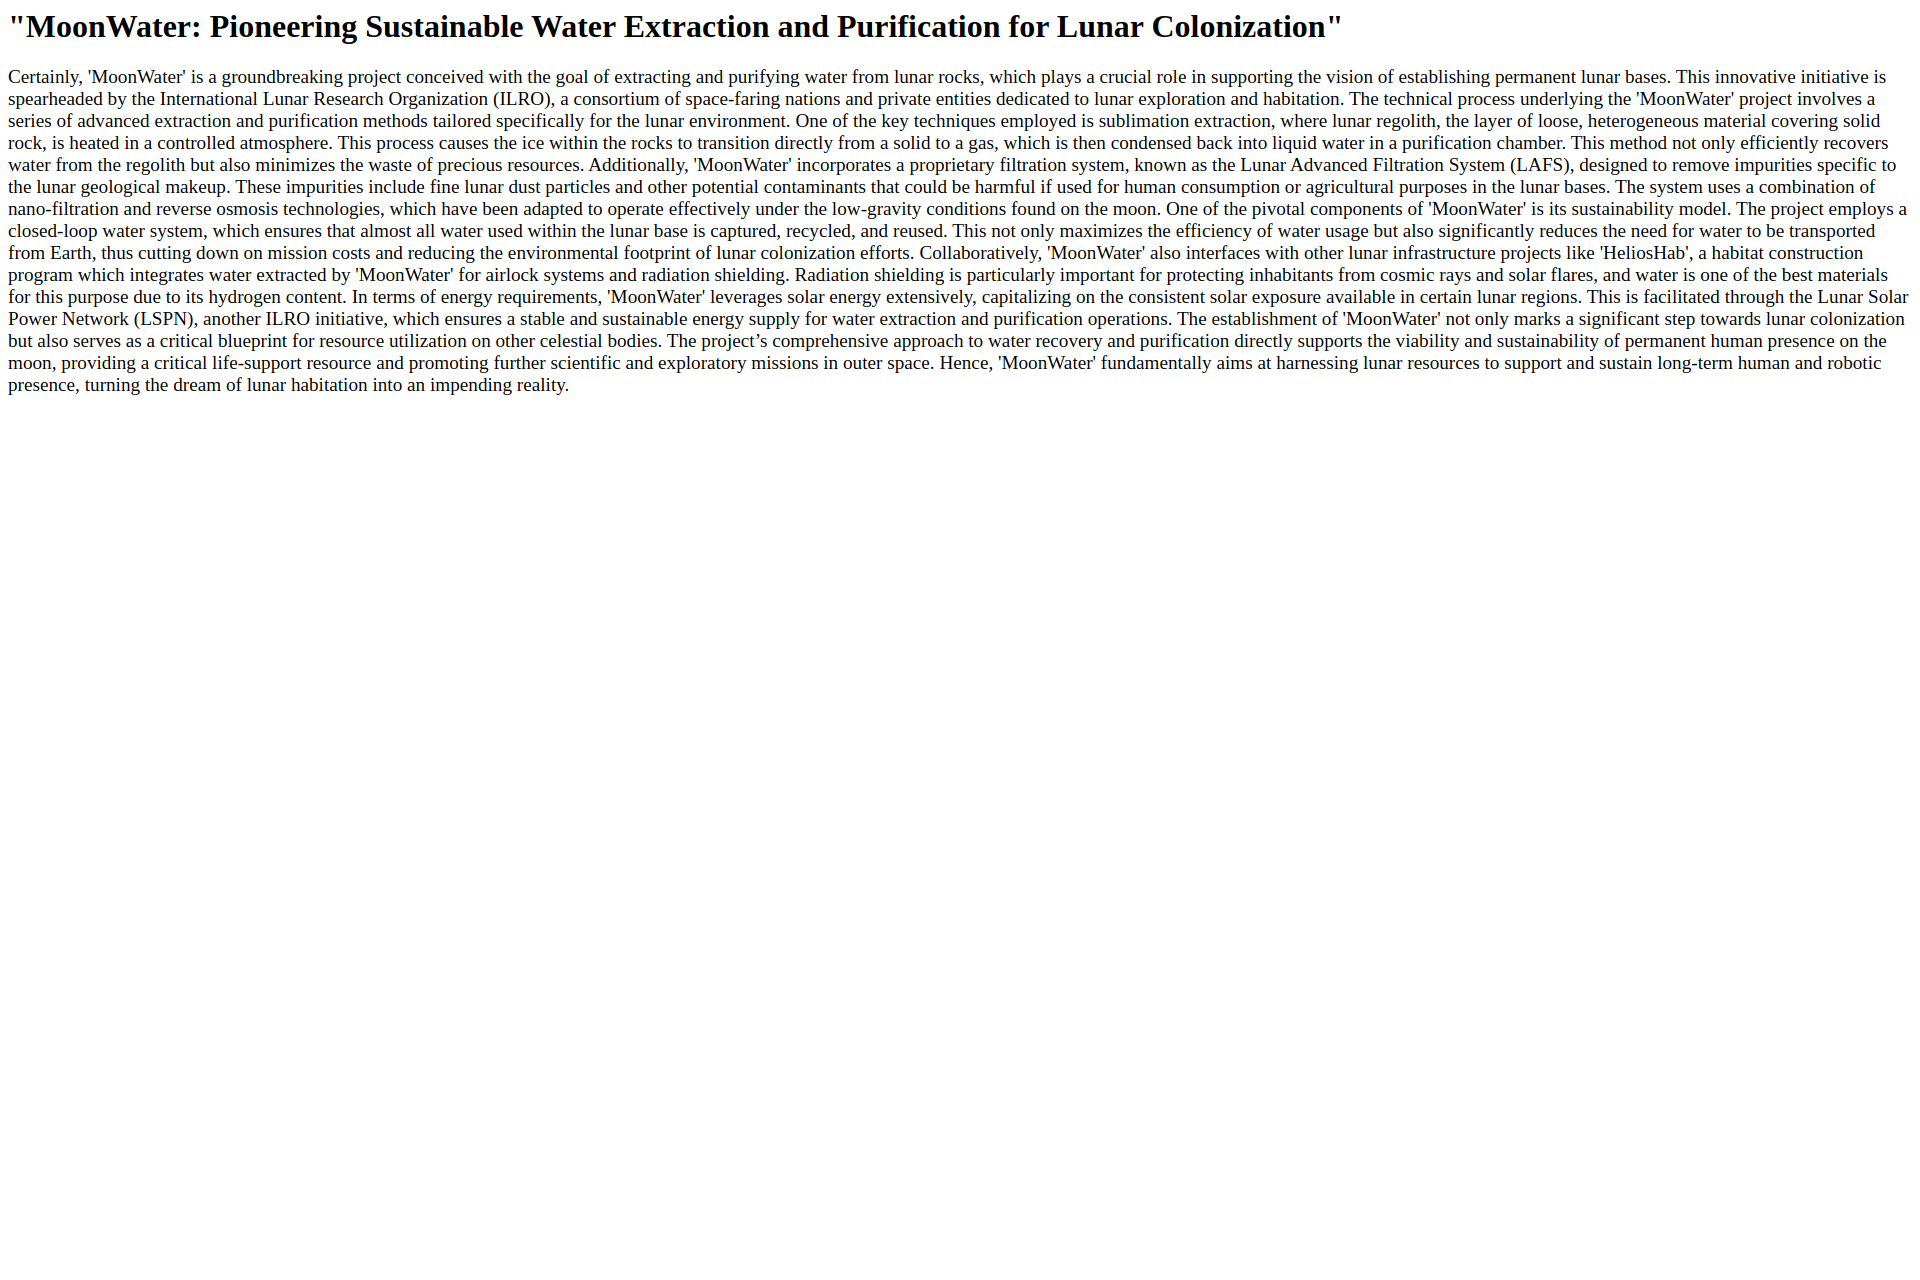 "MoonWater: Pioneering Sustainable Water Extraction and Purification for Lunar Colonization"
Certainly, 'MoonWater' is a groundbreaking project conceived with the goal of extracting and purifying water from lunar rocks, which plays a crucial role in supporting the vision of establishing permanent lunar bases. This innovative initiative is
spearheaded by the International Lunar Research Organization (ILRO), a consortium of space-faring nations and private entities dedicated to lunar exploration and habitation. The technical process underlying the 'MoonWater' project involves a
series of advanced extraction and purification methods tailored specifically for the lunar environment. One of the key techniques employed is sublimation extraction, where lunar regolith, the layer of loose, heterogeneous material covering solid
rock, is heated in a controlled atmosphere. This process causes the ice within the rocks to transition directly from a solid to a gas, which is then condensed back into liquid water in a purification chamber. This method not only efficiently recovers
water from the regolith but also minimizes the waste of precious resources. Additionally, 'MoonWater' incorporates a proprietary filtration system, known as the Lunar Advanced Filtration System (LAFS), designed to remove impurities specific to
the lunar geological makeup. These impurities include fine lunar dust particles and other potential contaminants that could be harmful if used for human consumption or agricultural purposes in the lunar bases. The system uses a combination of
nano-filtration and reverse osmosis technologies, which have been adapted to operate effectively under the low-gravity conditions found on the moon. One of the pivotal components of 'MoonWater' is its sustainability model. The project employs a
closed-loop water system, which ensures that almost all water used within the lunar base is captured, recycled, and reused. This not only maximizes the efficiency of water usage but also significantly reduces the need for water to be transported
from Earth, thus cutting down on mission costs and reducing the environmental footprint of lunar colonization efforts. Collaboratively, 'MoonWater' also interfaces with other lunar infrastructure projects like 'HeliosHab', a habitat construction
program which integrates water extracted by 'MoonWater' for airlock systems and radiation shielding. Radiation shielding is particularly important for protecting inhabitants from cosmic rays and solar flares, and water is one of the best materials
for this purpose due to its hydrogen content. In terms of energy requirements, 'MoonWater' leverages solar energy extensively, capitalizing on the consistent solar exposure available in certain lunar regions. This is facilitated through the Lunar Solar
Power Network (LSPN), another ILRO initiative, which ensures a stable and sustainable energy supply for water extraction and purification operations. The establishment of 'MoonWater' not only marks a significant step towards lunar colonization
but also serves as a critical blueprint for resource utilization on other celestial bodies. The project’s comprehensive approach to water recovery and purification directly supports the viability and sustainability of permanent human presence on the
moon, providing a critical life-support resource and promoting further scientific and exploratory missions in outer space. Hence, 'MoonWater' fundamentally aims at harnessing lunar resources to support and sustain long-term human and robotic
presence, turning the dream of lunar habitation into an impending reality.